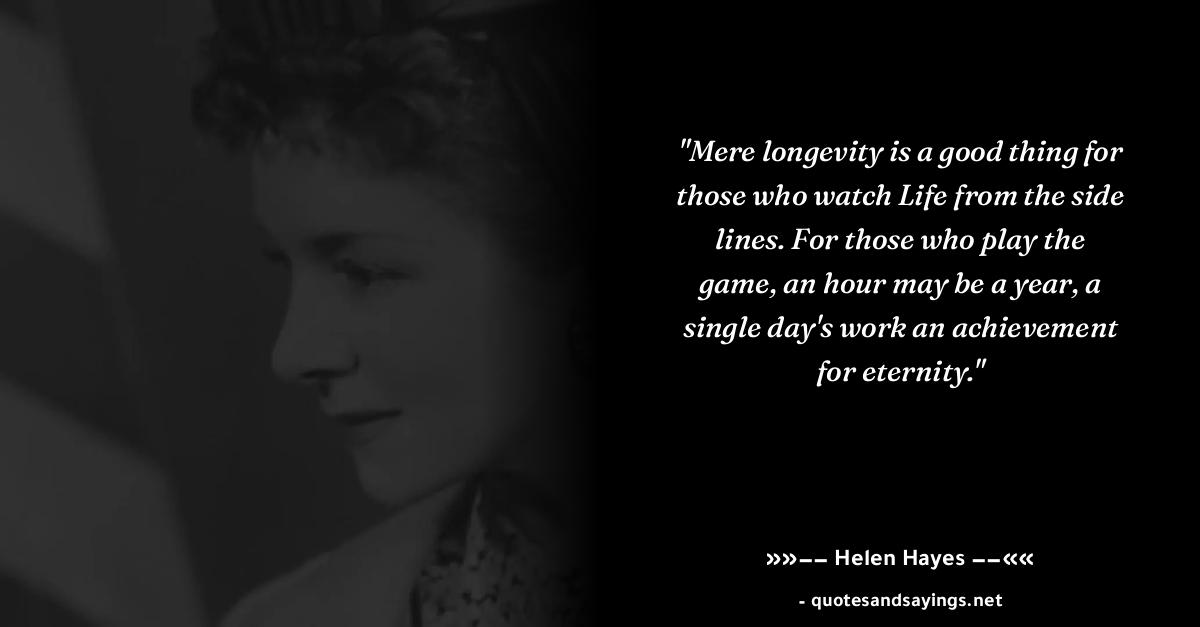 "Mere longevity is a good thing for
those who watch Life from the side
lines. For those who play the
game, an hour may be a year, a
single day's work an achievement
for eternity."
»»−− Helen Hayes −−««
- quotesandsayings.net